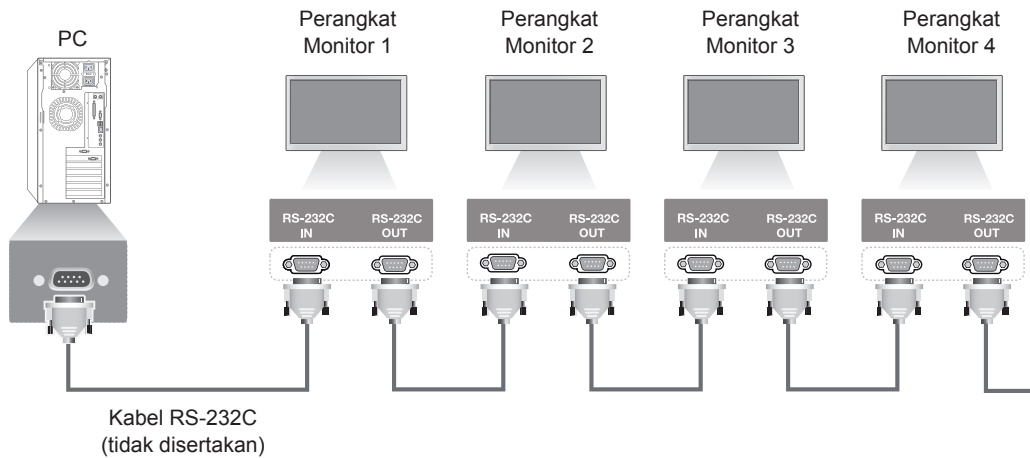 PC
Perangkat
Monitor 1
Perangkat
Monitor 2
Perangkat
Monitor 3
Perangkat
Monitor 4
RS-232C
IN
RS-232C
OUT
RS-232C
IN
RS-232C
OUT
RS-232C
IN
RS-232C
OUT
RS-232C
IN
RS-232C
OUT
Kabel RS-232C
(tidak disertakan)